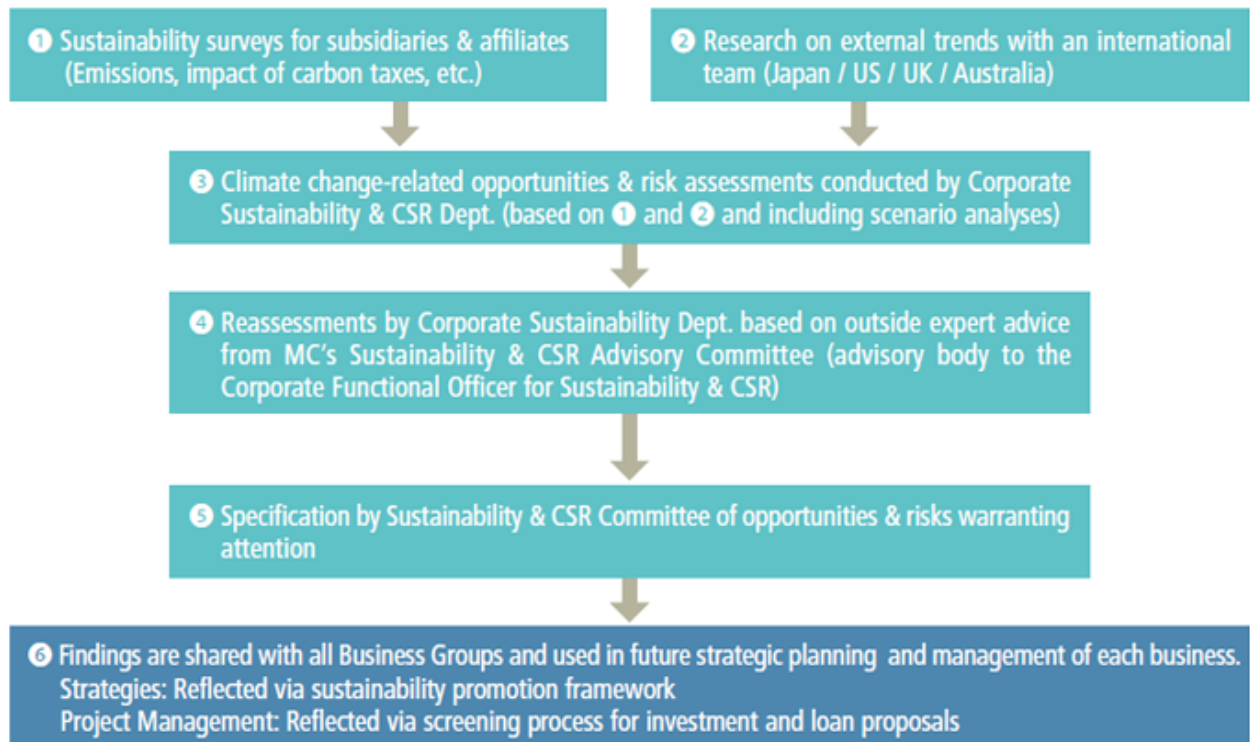 ❶ Sustainability surveys for subsidiaries & affiliates
(Emissions, impact of carbon taxes, etc.)
❷ Research on external trends with an international
team (Japan / US / UK / Australia)
❸ Climate change-related opportunities & risk assessments conducted by Corporate
Sustainability & CSR Dept. (based on ❶ and ❷ and including scenario analyses)
❹ Reassessments by Corporate Sustainability Dept. based on outside expert advice
from MC's Sustainability & CSR Advisory Committee (advisory body to the
Corporate Functional Officer for Sustainability & CSR)
❺ Specification by Sustainability & CSR Committee of opportunities & risks warranting
attention
❻ Findings are shared with all Business Groups and used in future strategic planning and management of each business.
Strategies: Reflected via sustainability promotion framework
Project Management: Reflected via screening process for investment and loan proposals